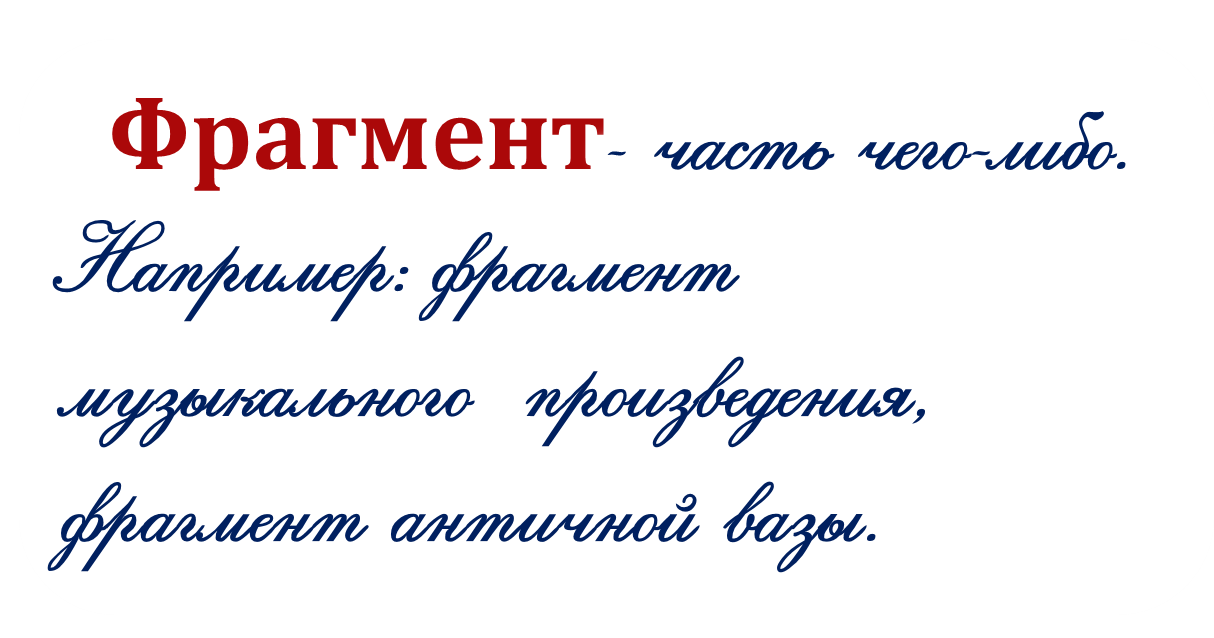 Фрагмент- часть чего-либо.
Например: фрагмент
музыкального произведения,
фрагмент античной вазы.